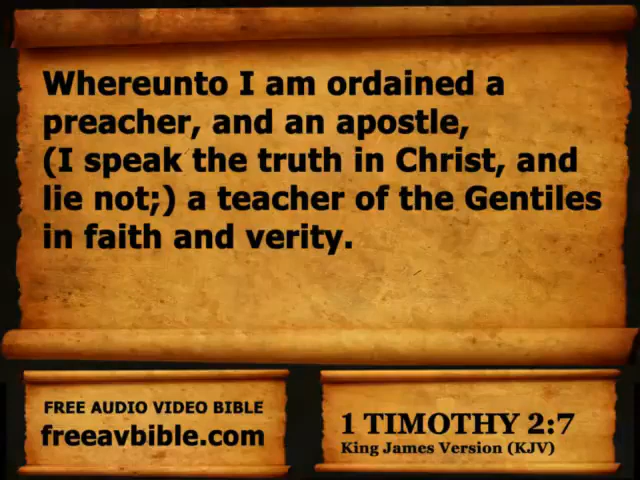 Whereunto I am ordained a
preacher, and an apostle,
(I speak the truth in Christ, and
lie not;) a teacher of the Gentiles
in faith and verity.
FREE AUDIO VIDEO BIBLE
freeavbible.com
1 TIMOTHY 2:7
King James Version (KJV)